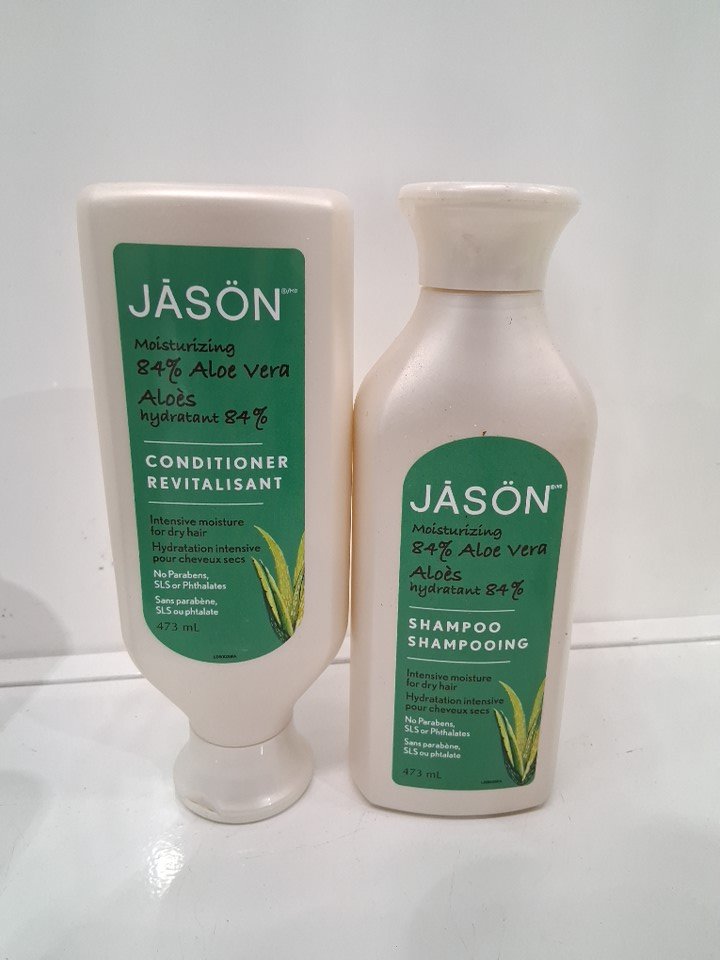 JĀSÖN
Moisturizing
84% Aloe Vera
Aloès
hydratant 84%
CONDITIONER
REVITALISANT
Intensive moisture
for dry hair
Hydratation intensive
pour cheveux secs
No Parabens,
SLS or Phthalates
Sans parabène,
SLS ou phtalate
473 mL
JĀSÖN
Moisturizing
84% Aloe Vera
Aloès
hydratant 84%
SHAMPOO
SHAMPOOING
Intensive moisture
for dry hair
Hydratation intensive
pour cheveux secs
No Parabens,
SLS or Phthalates
Sans parabène,
SLS ou phtalate
473 mL